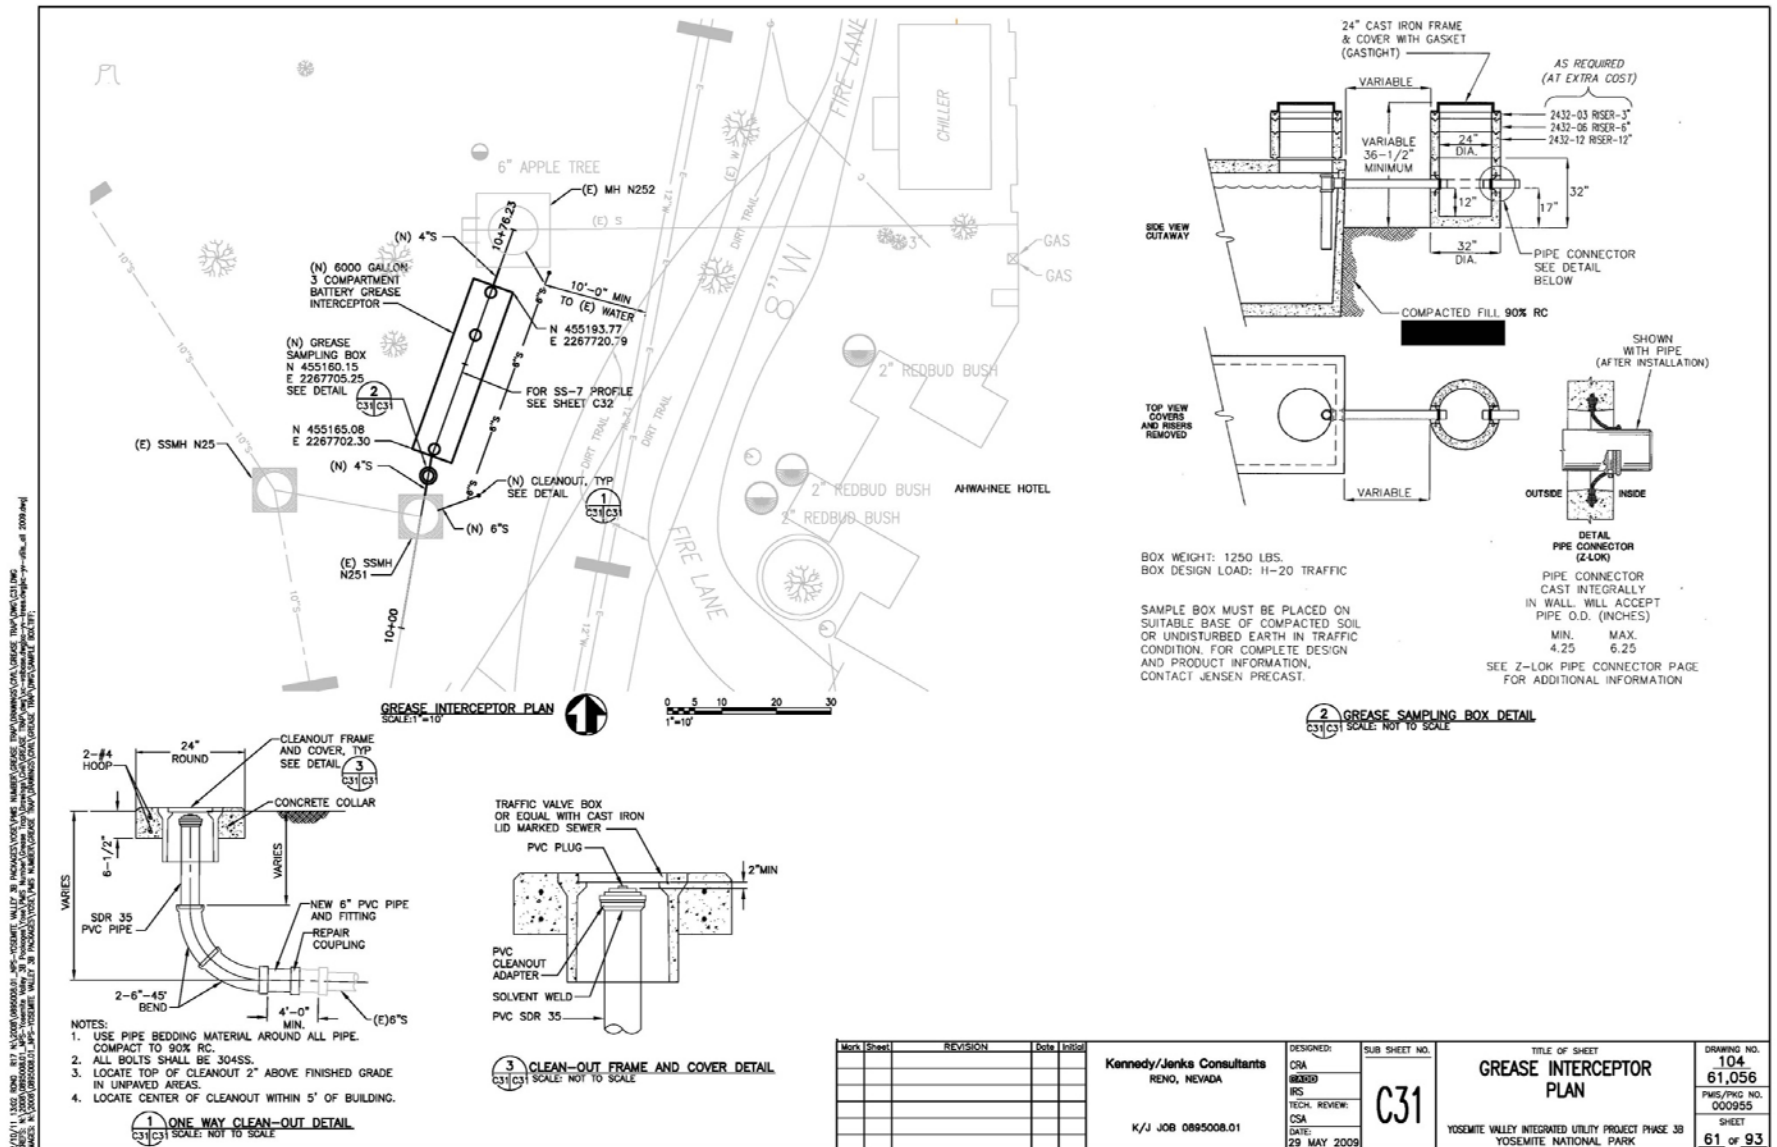 6" APPLE TREE
(E) MH N252
10+76.23
(E) S
(N) 4"S
(N) 6000 GALLON
3 COMPARTMENT
BATTERY GREASE
INTERCEPTOR
10'-0" MIN
TO (E) WATER
N 455193.77
E 2267720.79
(N) GREASE
SAMPLING BOX
N 455160.15
E 2267705.25
SEE DETAIL
2
C31 C31
FOR SS-7 PROFILE
SEE SHEET C32
N 455165.08
E 2267702.30
(E) SSMH N25
(N) 4"S
(N) CLEANOUT, TYP
SEE DETAIL
1
C31 C31
(N) 6"S
(E) SSMH
N251
10+00
10"S
10"S
10"S
10"S
6"S
6"S
6"S
6"S
12"W
12"W
12"W
(E) W
DIRT TRAIL
DIRT TRAIL
DIRT TRAIL
DIRT TRAIL
FIRE LANE
FIRE LANE
8" W
CHILLER
3"
GAS
GAS
2" REDBUD BUSH
2" REDBUD BUSH
2" REDBUD BUSH
AHWAHNEE HOTEL
GREASE INTERCEPTOR PLAN
SCALE:1"=10'
0 5 10 20 30
1"=10'
24" CAST IRON FRAME
& COVER WITH GASKET
(GASTIGHT)
AS REQUIRED
(AT EXTRA COST)
VARIABLE
2432-03 RISER-3"
2432-06 RISER-6"
2432-12 RISER-12"
VARIABLE
36-1/2"
MINIMUM
24"
DIA.
32"
12"
17"
SIDE VIEW
CUTAWAY
32"
DIA.
PIPE CONNECTOR
SEE DETAIL
BELOW
COMPACTED FILL 90% RC
SHOWN
WITH PIPE
(AFTER INSTALLATION)
TOP VIEW
COVERS
AND RISERS
REMOVED
VARIABLE
OUTSIDE
INSIDE
DETAIL
PIPE CONNECTOR
(Z-LOK)
PIPE CONNECTOR
CAST INTEGRALLY
IN WALL. WILL ACCEPT
PIPE O.D. (INCHES)
MIN. MAX.
4.25 6.25
SEE Z-LOK PIPE CONNECTOR PAGE
FOR ADDITIONAL INFORMATION
BOX WEIGHT: 1250 LBS.
BOX DESIGN LOAD: H-20 TRAFFIC
SAMPLE BOX MUST BE PLACED ON
SUITABLE BASE OF COMPACTED SOIL
OR UNDISTURBED EARTH IN TRAFFIC
CONDITION. FOR COMPLETE DESIGN
AND PRODUCT INFORMATION,
CONTACT JENSEN PRECAST.
2
C31 C31
GREASE SAMPLING BOX DETAIL
SCALE: NOT TO SCALE
2-#4
HOOP
24"
ROUND
CLEANOUT FRAME
AND COVER, TYP
SEE DETAIL
3
C31 C31
CONCRETE COLLAR
6-1/2"
VARIES
VARIES
SDR 35
PVC PIPE
NEW 6" PVC PIPE
AND FITTING
REPAIR
COUPLING
2-6"-45°
BEND
4'-0"
MIN.
(E)6"S
NOTES:
1. USE PIPE BEDDING MATERIAL AROUND ALL PIPE.
COMPACT TO 90% RC.
2. ALL BOLTS SHALL BE 304SS.
3. LOCATE TOP OF CLEANOUT 2" ABOVE FINISHED GRADE
IN UNPAVED AREAS.
4. LOCATE CENTER OF CLEANOUT WITHIN 5' OF BUILDING.
1
C31 C31
ONE WAY CLEAN-OUT DETAIL
SCALE: NOT TO SCALE
TRAFFIC VALVE BOX
OR EQUAL WITH CAST IRON
LID MARKED SEWER
PVC PLUG
2"MIN
PVC
CLEANOUT
ADAPTER
SOLVENT WELD
PVC SDR 35
3
C31 C31
CLEAN-OUT FRAME AND COVER DETAIL
SCALE: NOT TO SCALE
Mark Sheet REVISION Date Initial
Kennedy/Jenks Consultants
RENO, NEVADA
K/J JOB 0895008.01
DESIGNED:
CRA
CADD
IRS
TECH. REVIEW:
CSA
DATE:
29 MAY 2009
SUB SHEET NO.
C31
TITLE OF SHEET
GREASE INTERCEPTOR
PLAN
YOSEMITE VALLEY INTEGRATED UTILITY PROJECT PHASE 3B
YOSEMITE NATIONAL PARK
DRAWING NO.
104
61,056
PMIS/PKG NO.
000955
SHEET
61 OF 93